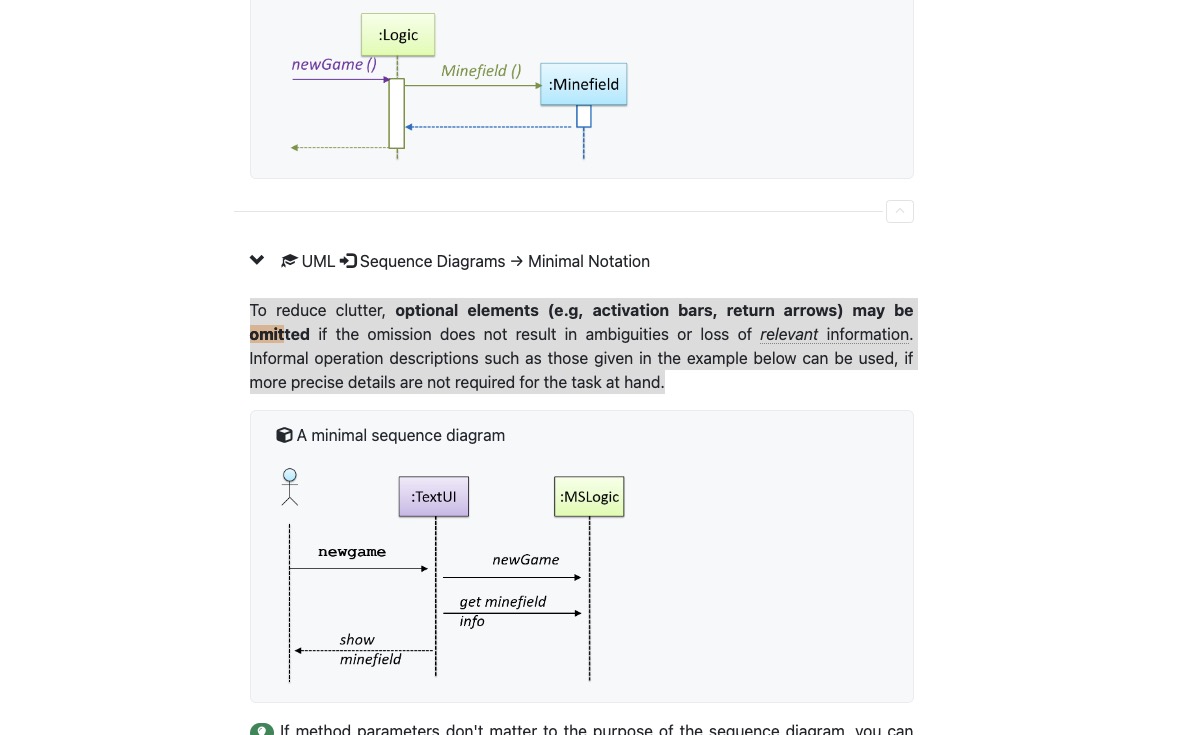 :Logic
newGame ()
Minefield ()
:Minefield
UML Sequence Diagrams → Minimal Notation
To reduce clutter, optional elements (e.g, activation bars, return arrows) may be
omitted if the omission does not result in ambiguities or loss of relevant information.
Informal operation descriptions such as those given in the example below can be used, if
more precise details are not required for the task at hand.
A minimal sequence diagram
:TextUI
:MSLogic
newgame
newGame
get minefield
info
show
minefield
If method parameters don't matter to the purpose of the sequence diagram, you can